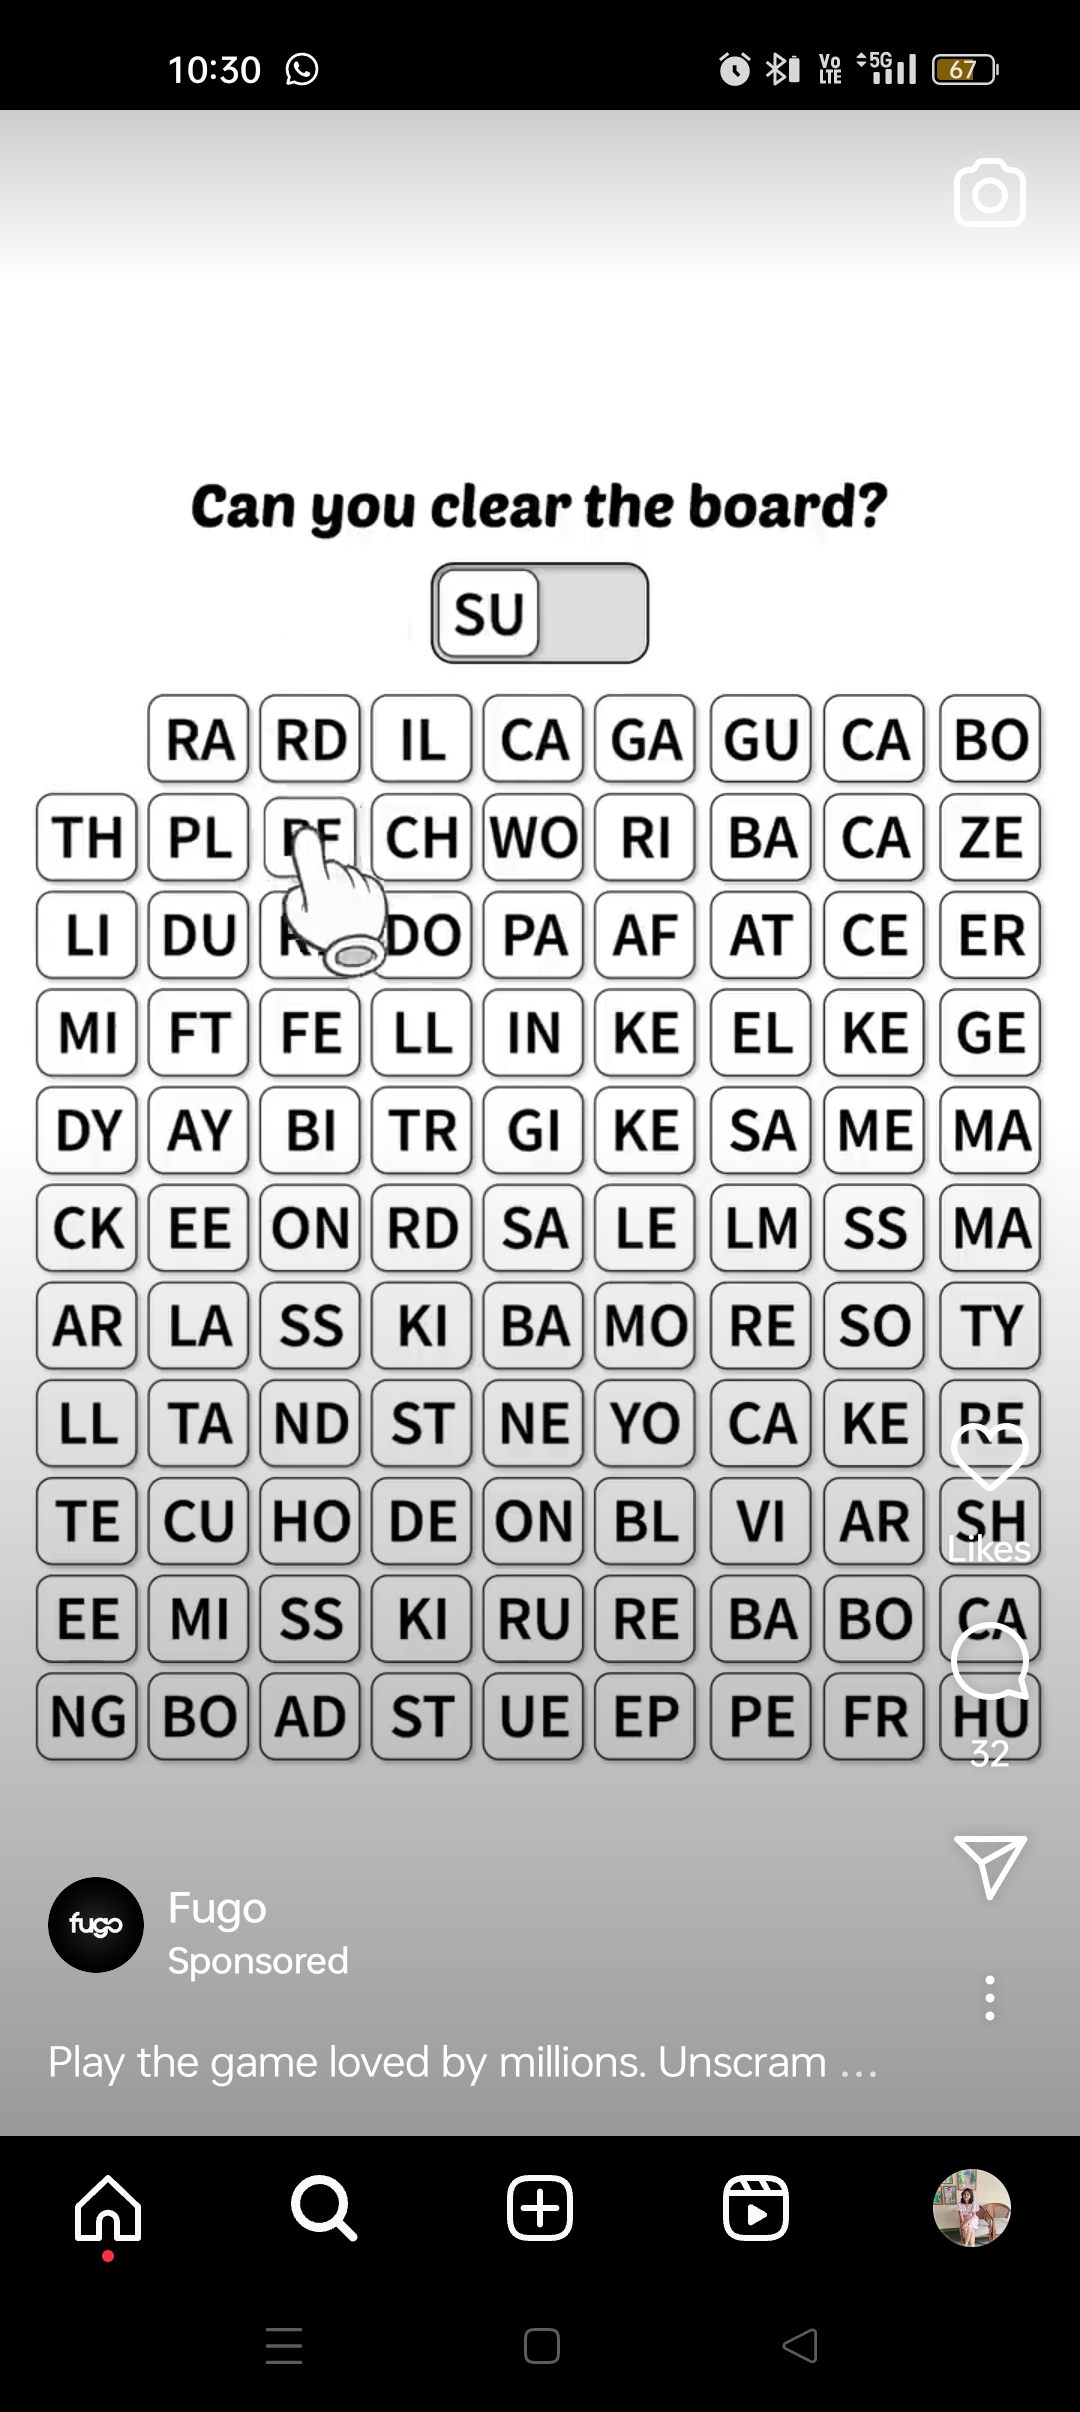 10:30 Vo LTE 5G 67
Can you clear the board?
SU
RA RD IL CA GA GU CA BO
TH PL RE CH WO RI BA CA ZE
LI DU DO PA AF AT CE ER
MI FT FE LL IN KE EL KE GE
DY AY BI TR GI KE SA ME MA
CK EE ON RD SA LE LM SS MA
AR LA SS KI BA MO RE SO TY
LL TA ND ST NE YO CA KE RE
TE CU HO DE ON BL VI AR SH
Likes
EE MI SS KI RU RE BA BO CA
NG BO AD ST UE EP PE FR HU
32
fugo
Fugo
Sponsored
Play the game loved by millions. Unscram ...